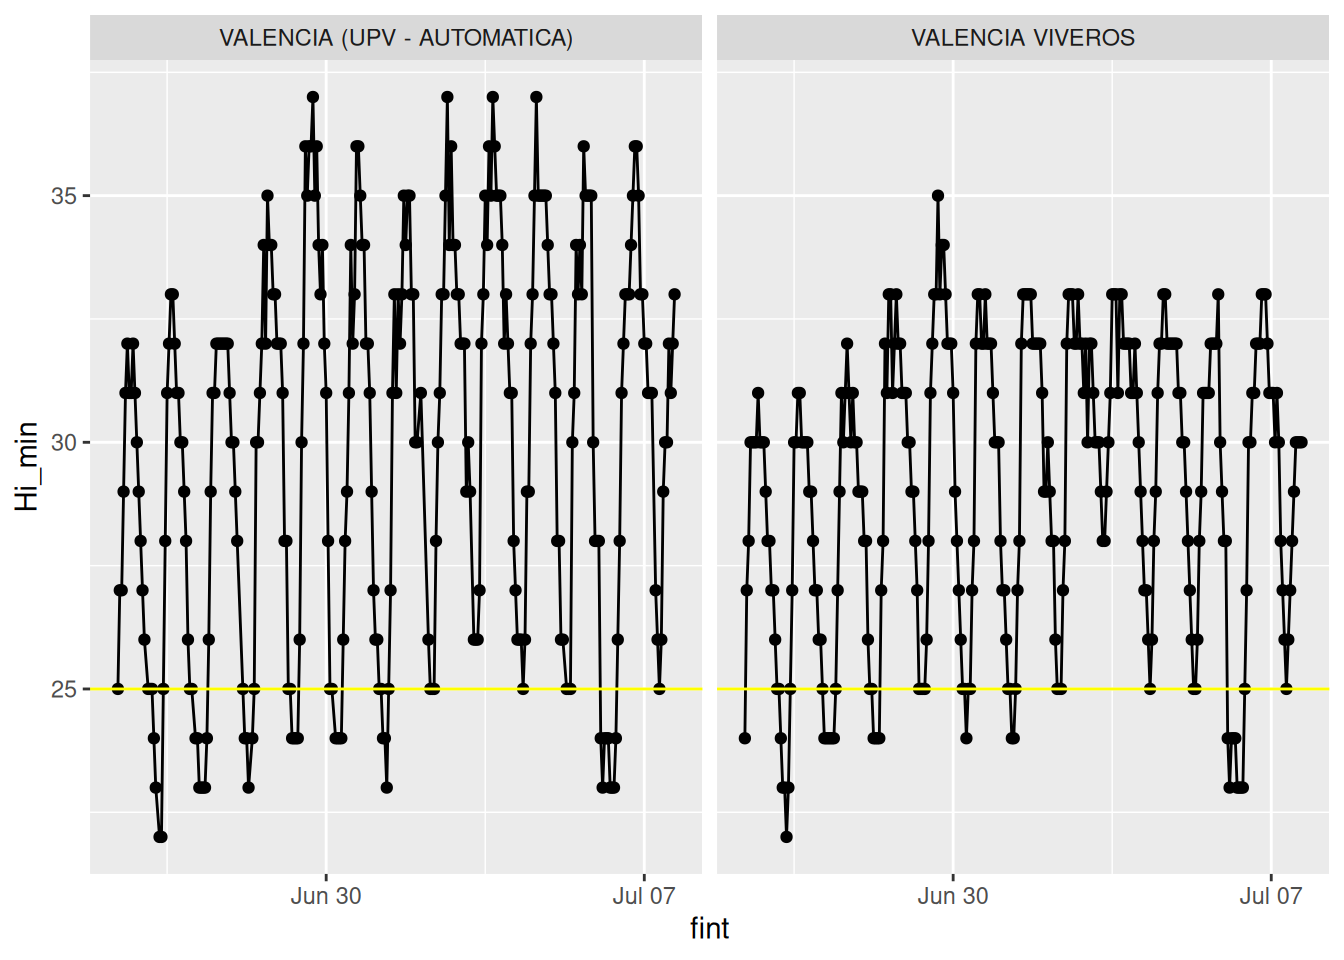 VALENCIA (UPV - AUTOMATICA)
VALENCIA VIVEROS
Hi_min
35
30
25
Jun 30
Jul 07
Jun 30
Jul 07
fint